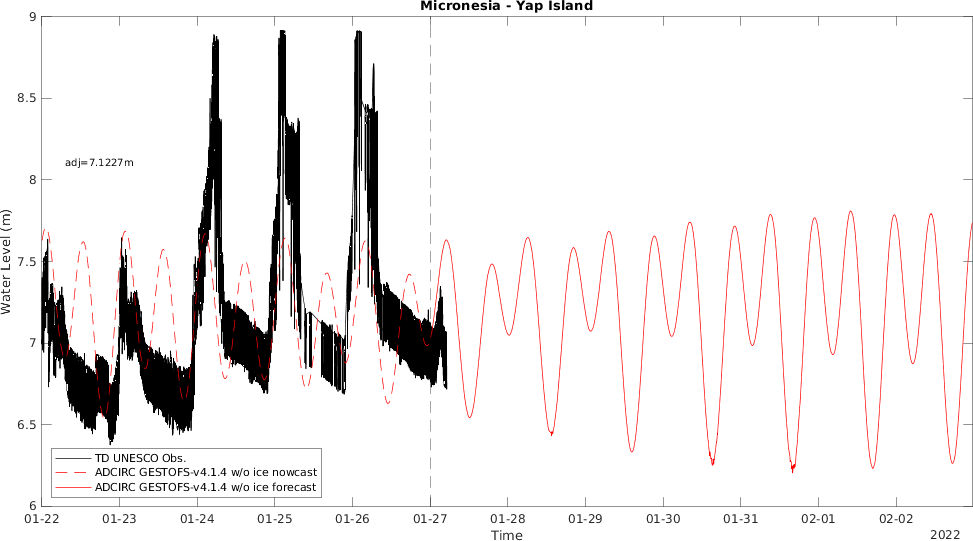 Micronesia - Yap Island
Water Level (m)
9
8.5
8
7.5
7
6.5
6
adj=7.1227m
TD UNESCO Obs.
ADCIRC GESTOFS-v4.1.4 w/o ice nowcast
ADCIRC GESTOFS-v4.1.4 w/o ice forecast
01-22 01-23 01-24 01-25 01-26 01-27 01-28 01-29 01-30 01-31 02-01 02-02
Time
2022